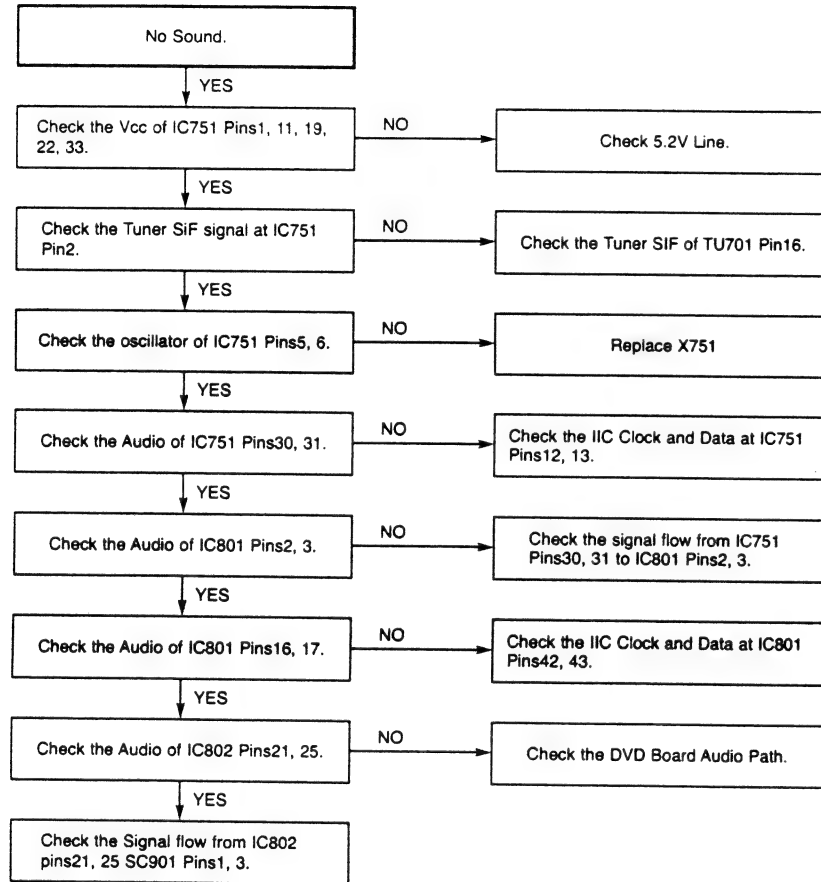 No Sound.
YES
Check the Vcc of IC751 Pins1, 11, 19,
22, 33.
NO
Check 5.2V Line.
YES
Check the Tuner SiF signal at IC751
Pin2.
NO
Check the Tuner SIF of TU701 Pin16.
YES
Check the oscillator of IC751 Pins5, 6.
NO
Replace X751
YES
Check the Audio of IC751 Pins30, 31.
NO
Check the IIC Clock and Data at IC751
Pins12, 13.
YES
Check the Audio of IC801 Pins2, 3.
NO
Check the signal flow from IC751
Pins30, 31 to IC801 Pins2, 3.
YES
Check the Audio of IC801 Pins16, 17.
NO
Check the IIC Clock and Data at IC801
Pins42, 43.
YES
Check the Audio of IC802 Pins21, 25.
NO
Check the DVD Board Audio Path.
YES
Check the Signal flow from IC802
pins21, 25 SC901 Pins1, 3.